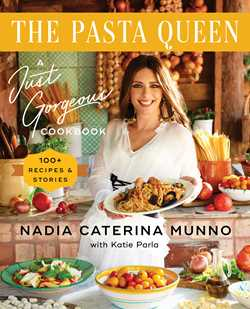 THE PASTA QUEEN
A
Just
Gorgeous
COOKBOOK
100+
RECIPES &
STORIES
NADIA CATERINA MUNNO
with Katie Parla